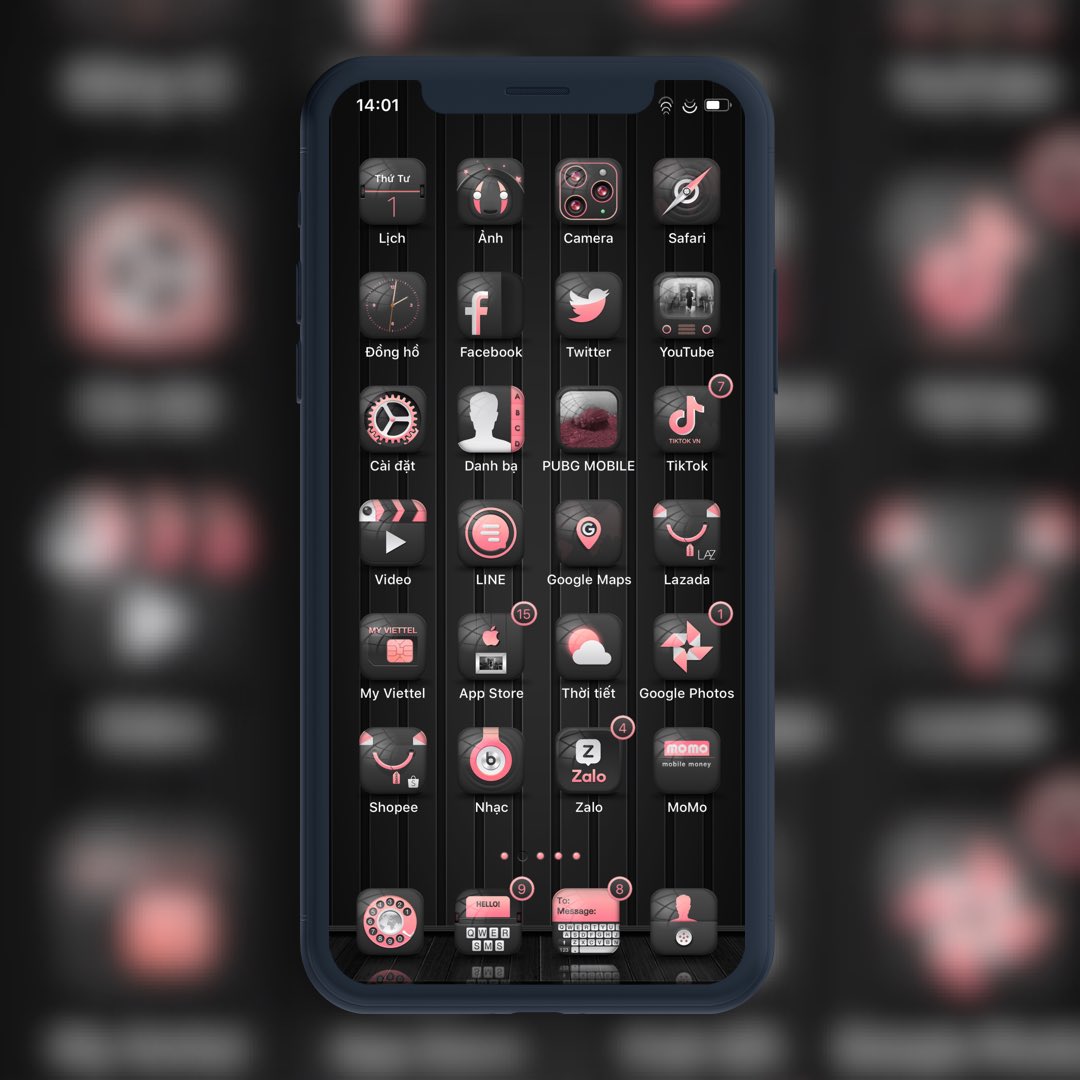 14:01
Thứ Tư
1
Lịch
Ảnh
Camera
Safari
Đồng hồ
Facebook
Twitter
YouTube
A
B
C
D
7
TIKTOK VN
Cài đặt
Danh bạ
PUBG MOBILE
TikTok
G
LAZ
Video
LINE
Google Maps
Lazada
MY VIETTEL
15
1
My Viettel
App Store
Thời tiết
Google Photos
4
b
Z
Zalo
momo
mobile money
S
Shopee
Nhạc
Zalo
MoMo
9
8
HELLO!
QWER
SMS
To:
Message:
QWERTYU